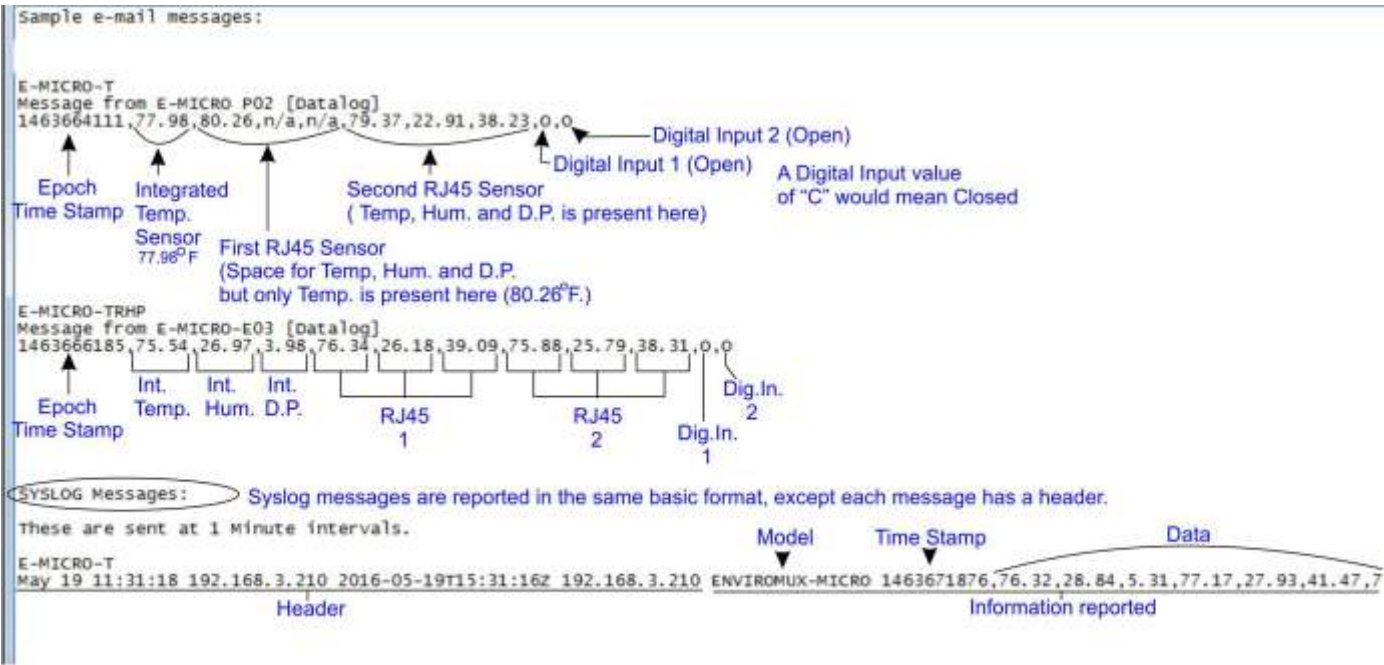 Sample e-mail messages:
E-MICRO-T
Message from E-MICRO P02 [Datalog]
1463664111,77.98,80.26,n/a,n/a,79.37,22.91,38.23,O,O
Digital Input 2 (Open)
Digital Input 1 (Open)
A Digital Input value
of “C” would mean Closed
Epoch
Time Stamp
Integrated
Temp.
Sensor
77.98°F
First RJ45 Sensor
(Space for Temp, Hum. and D.P.
but only Temp. is present here (80.26°F.)
Second RJ45 Sensor
( Temp, Hum. and D.P. is present here)
E-MICRO-TRHP
Message from E-MICRO-E03 [Datalog]
1463666185,75.54,26.97,3.98,76.34,26.18,39.09,75.88,25.79,38.31,O,O
Epoch
Time Stamp
Int.
Temp.
Int.
Hum.
Int.
D.P.
RJ45
1
RJ45
2
Dig.In.
1
Dig.In.
2
SYSLOG Messages:
Syslog messages are reported in the same basic format, except each message has a header.
These are sent at 1 Minute intervals.
Model
Time Stamp
Data
E-MICRO-T
May 19 11:31:18 192.168.3.210 2016-05-19T15:31:16Z 192.168.3.210 ENVIROMUX-MICRO 1463671876,76.32,28.84,5.31,77.17,27.93,41.47,7
Header
Information reported